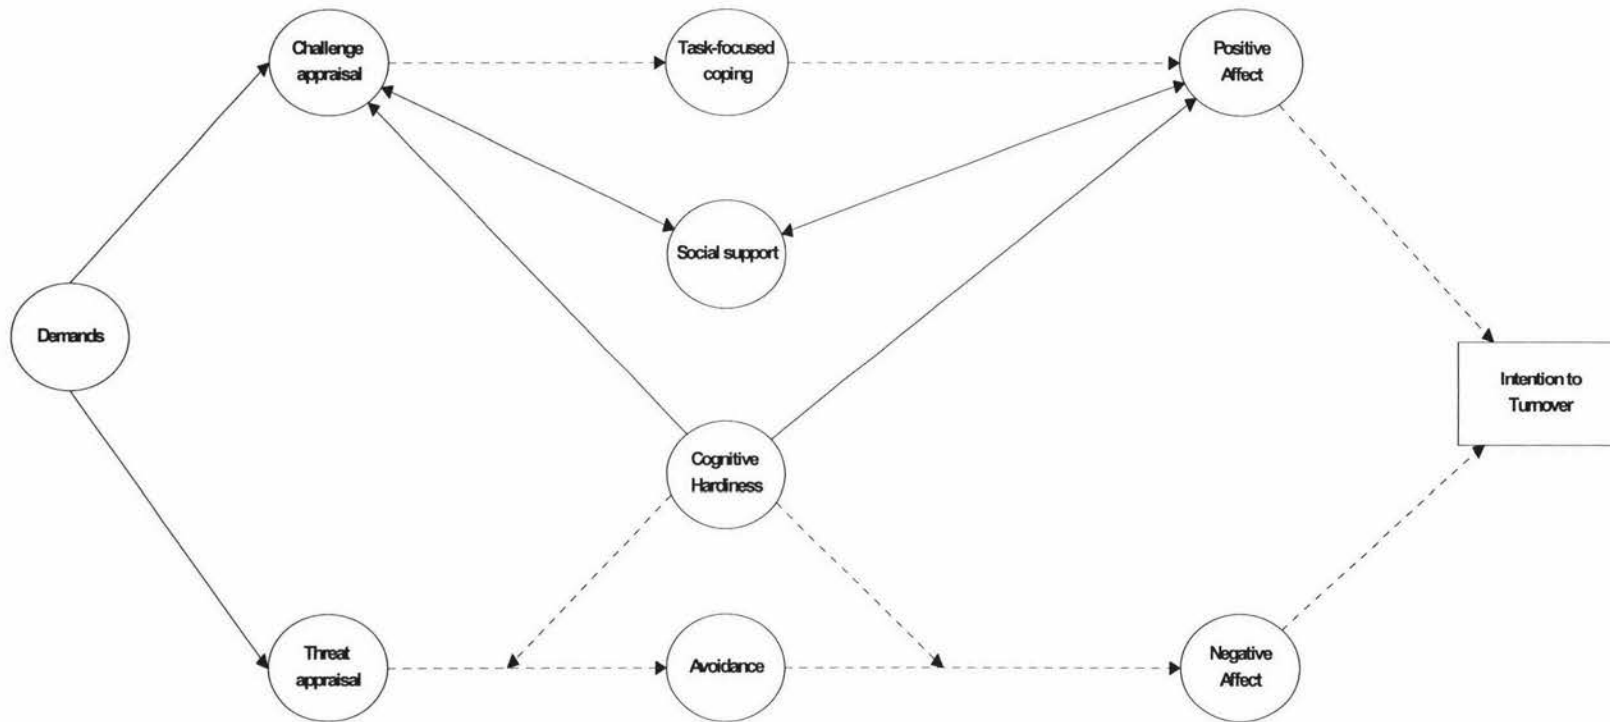 Challenge
appraisal
Task-focused
coping
Positive
Affect
Social support
Demands
Intention to
Turnover
Cognitive
Hardiness
Threat
appraisal
Avoidance
Negative
Affect